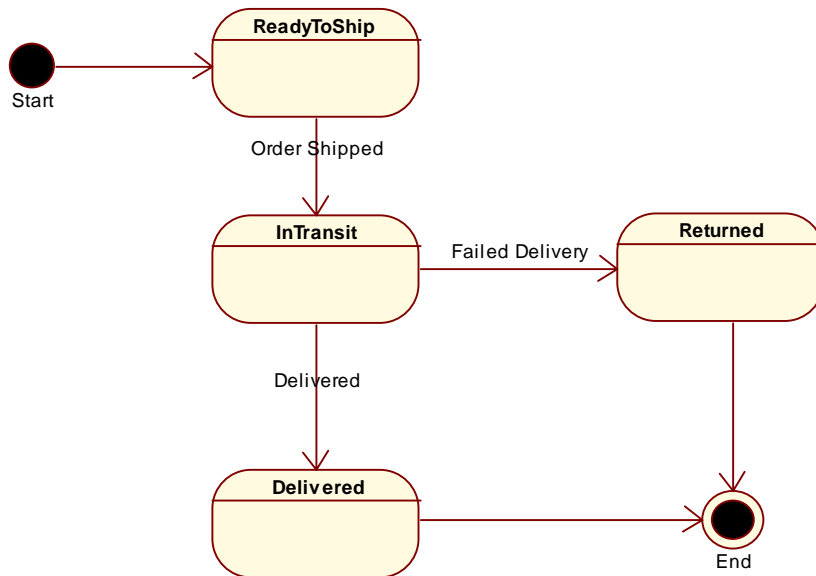 ReadyToShip
Start
Order Shipped
InTransit
Returned
Failed Delivery
Delivered
Delivered
End